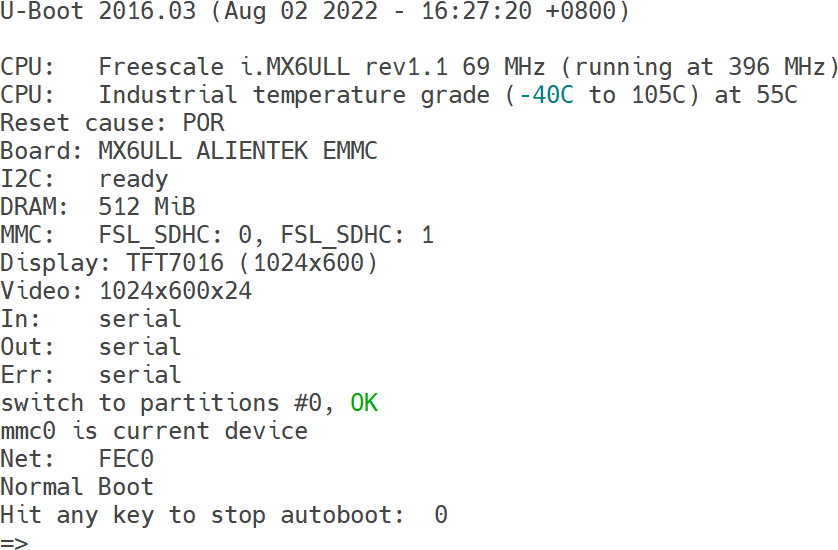 U-Boot 2016.03 (Aug 02 2022 - 16:27:20 +0800)
CPU:   Freescale i.MX6ULL rev1.1 69 MHz (running at 396 MHz)
CPU:   Industrial temperature grade (-40C to 105C) at 55C
Reset cause: POR
Board: MX6ULL ALIENTEK EMMC
I2C:   ready
DRAM:  512 MiB
MMC:   FSL_SDHC: 0, FSL_SDHC: 1
Display: TFT7016 (1024x600)
Video: 1024x600x24
In:    serial
Out:   serial
Err:   serial
switch to partitions #0, OK
mmc0 is current device
Net:   FEC0
Normal Boot
Hit any key to stop autoboot:  0
=>